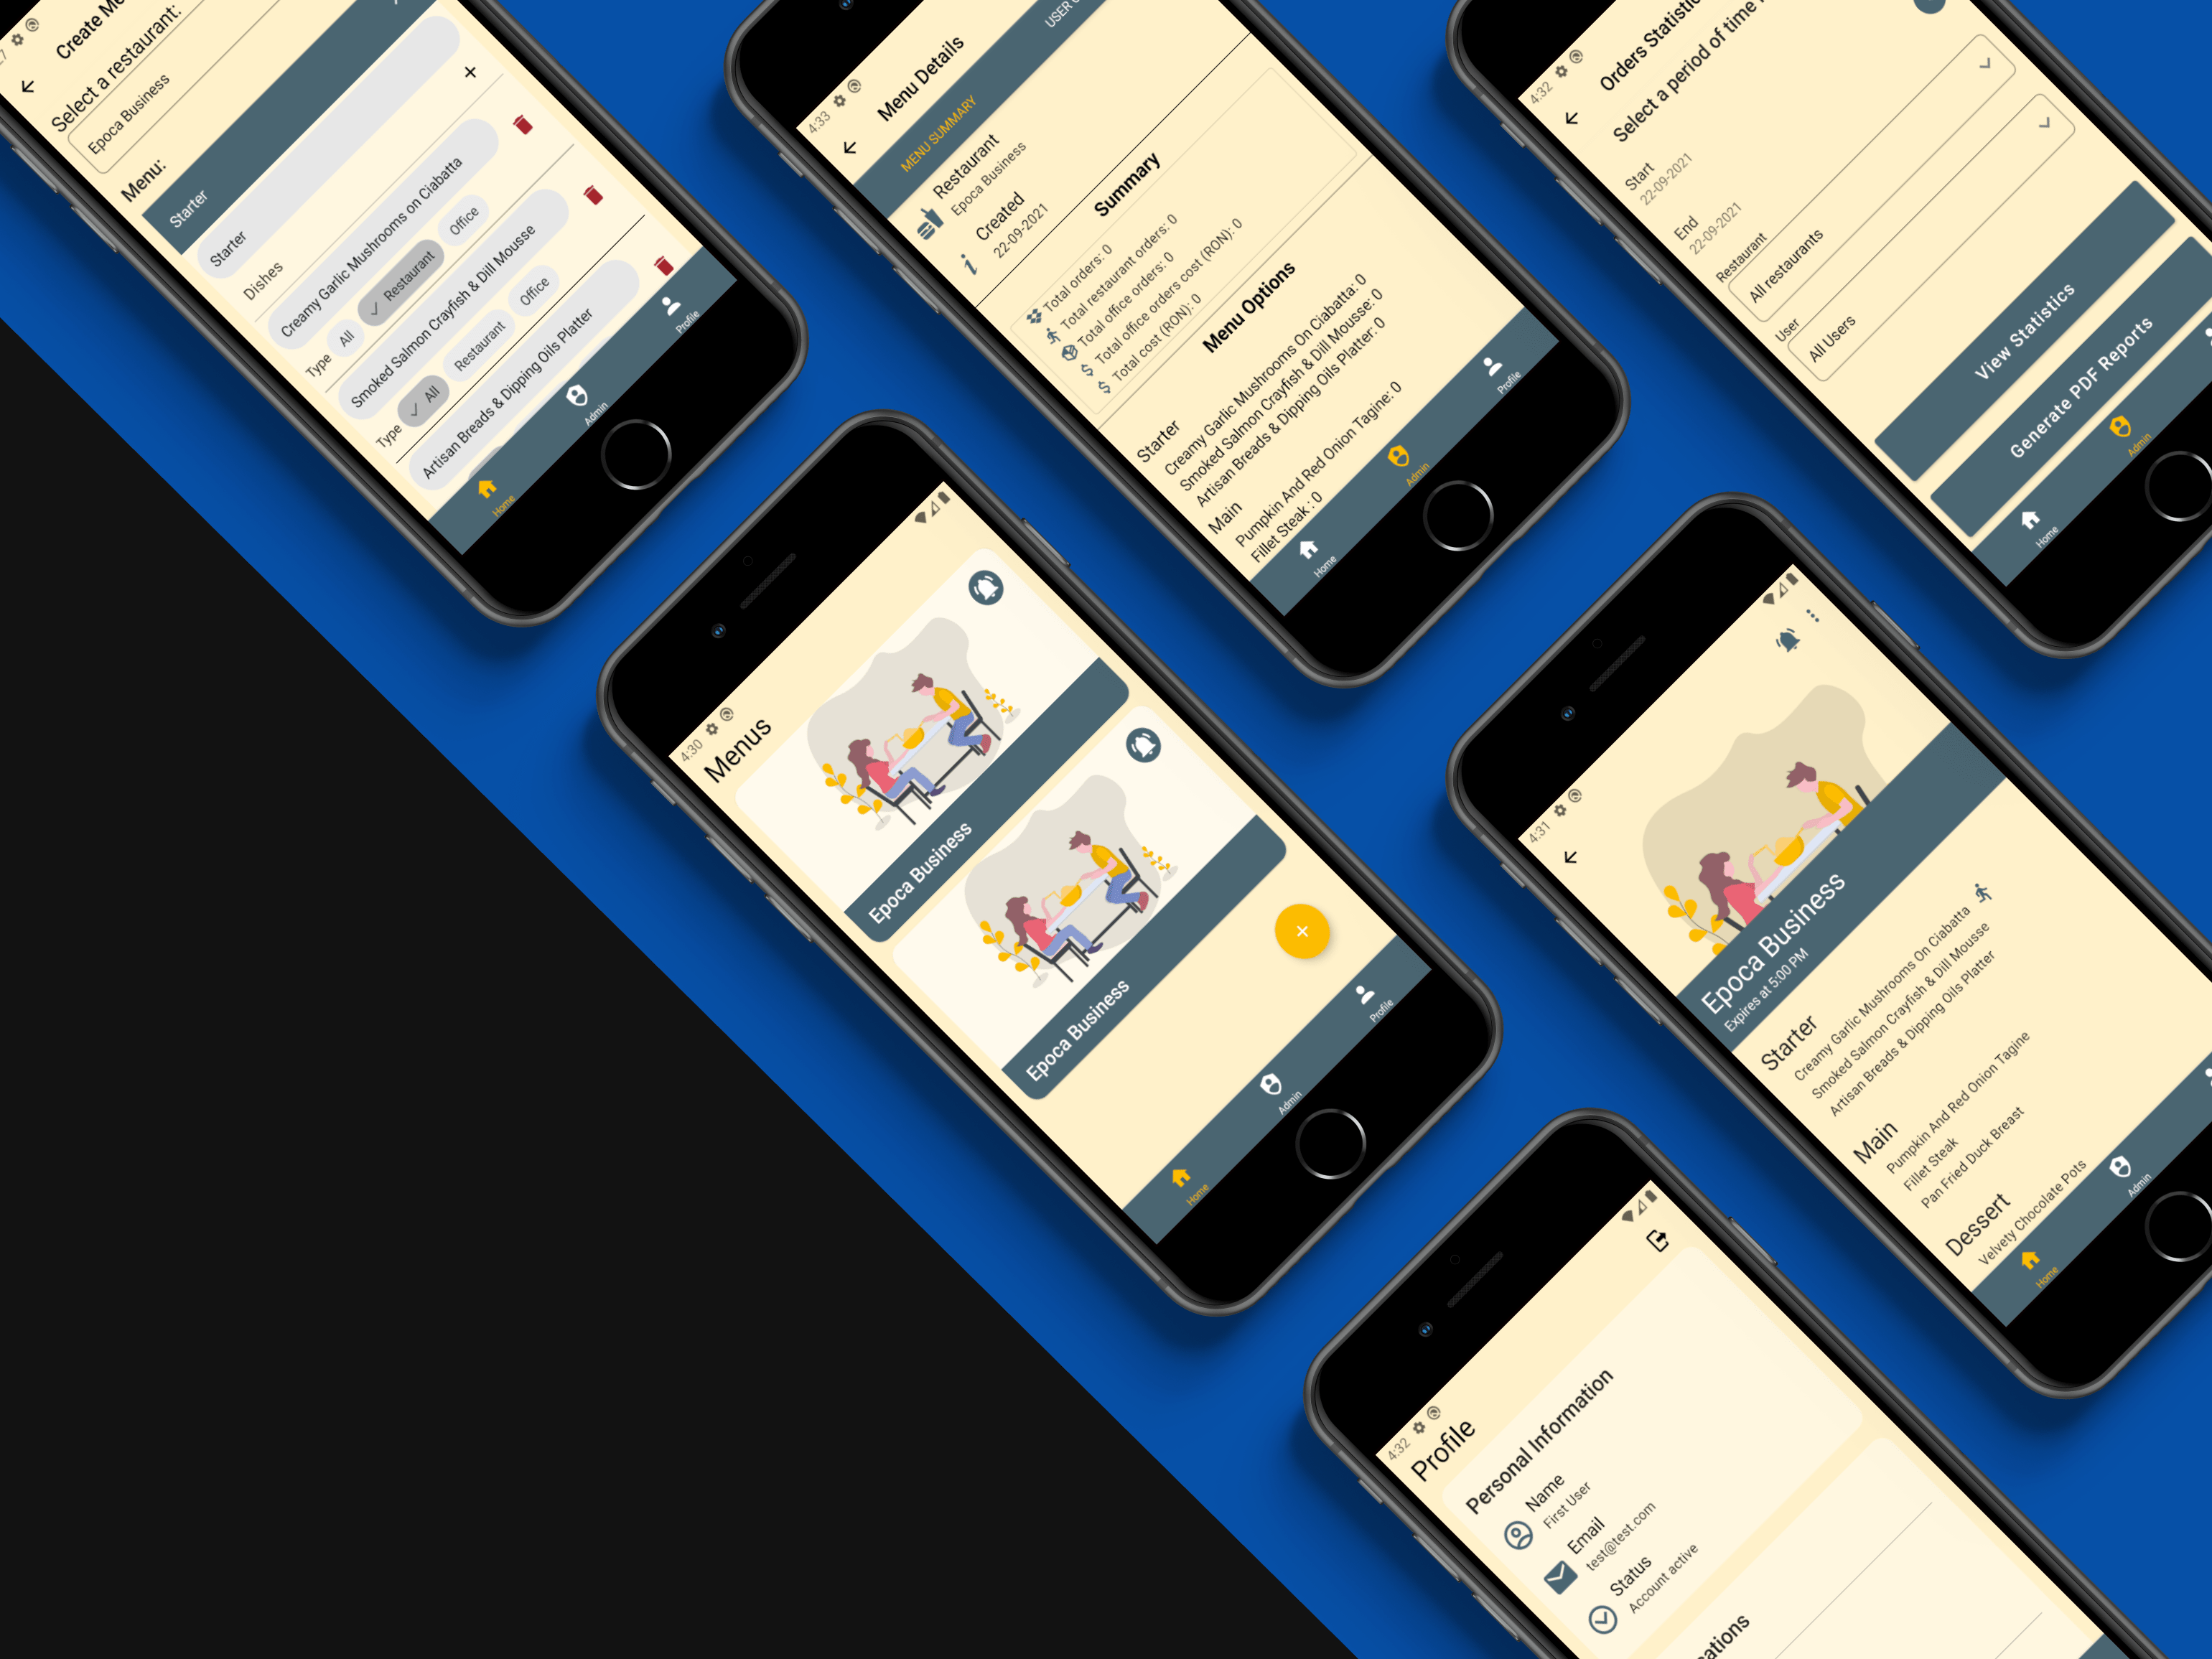 Create Me
Select a restaurant:
Epoca Business
Menu:
Starter
Starter
Dishes
Creamy Garlic Mushrooms on Ciabatta
Type
All
Restaurant
Office
Smoked Salmon Crayfish & Dill Mousse
Type
All
Restaurant
Office
Artisan Breads & Dipping Oils Platter
Home
Admin
Profile
4:33
Menu Details
MENU SUMMARY
USER
Restaurant
Epoca Business
Created
22-09-2021
Summary
Total orders: 0
Total restaurant orders: 0
Total office orders: 0
Total office orders cost (RON): 0
Total cost (RON): 0
Menu Options
Starter
Creamy Garlic Mushrooms On Ciabatta: 0
Smoked Salmon Crayfish & Dill Mousse: 0
Artisan Breads & Dipping Oils Platter: 0
Main
Pumpkin And Red Onion Tagine: 0
Fillet Steak : 0
Home
Admin
Profile
4:32
Orders Statistic
Select a period of time
Start
22-09-2021
End
22-09-2021
Restaurant
All restaurants
User
All Users
View Statistics
Generate PDF Reports
Home
Admin
4:30
Menus
Epoca Business
Epoca Business
Home
Admin
Profile
4:31
Epoca Business
Expires at 5:00 PM
Starter
Creamy Garlic Mushrooms On Ciabatta
Smoked Salmon Crayfish & Dill Mousse
Artisan Breads & Dipping Oils Platter
Main
Pumpkin And Red Onion Tagine
Fillet Steak
Pan Fried Duck Breast
Dessert
Velvety Chocolate Pots
Home
Admin
4:32
Profile
Personal Information
Name
First User
Email
test@test.com
Status
Account active
ations